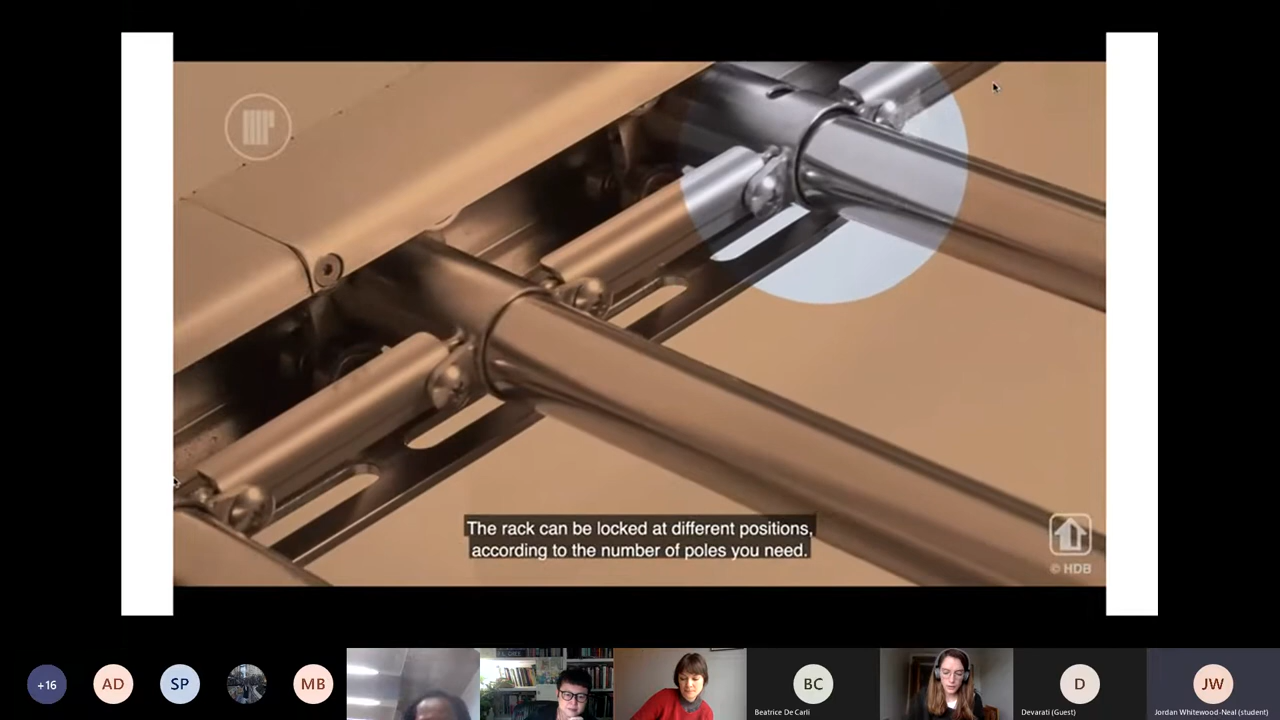 The rack can be locked at different positions,
according to the number of poles you need.
© HDB
+16
AD
SP
MB
BC
D
JW
Beatrice De Carli
Devarati (Guest)
Jordan Whitewood-Neal (student)